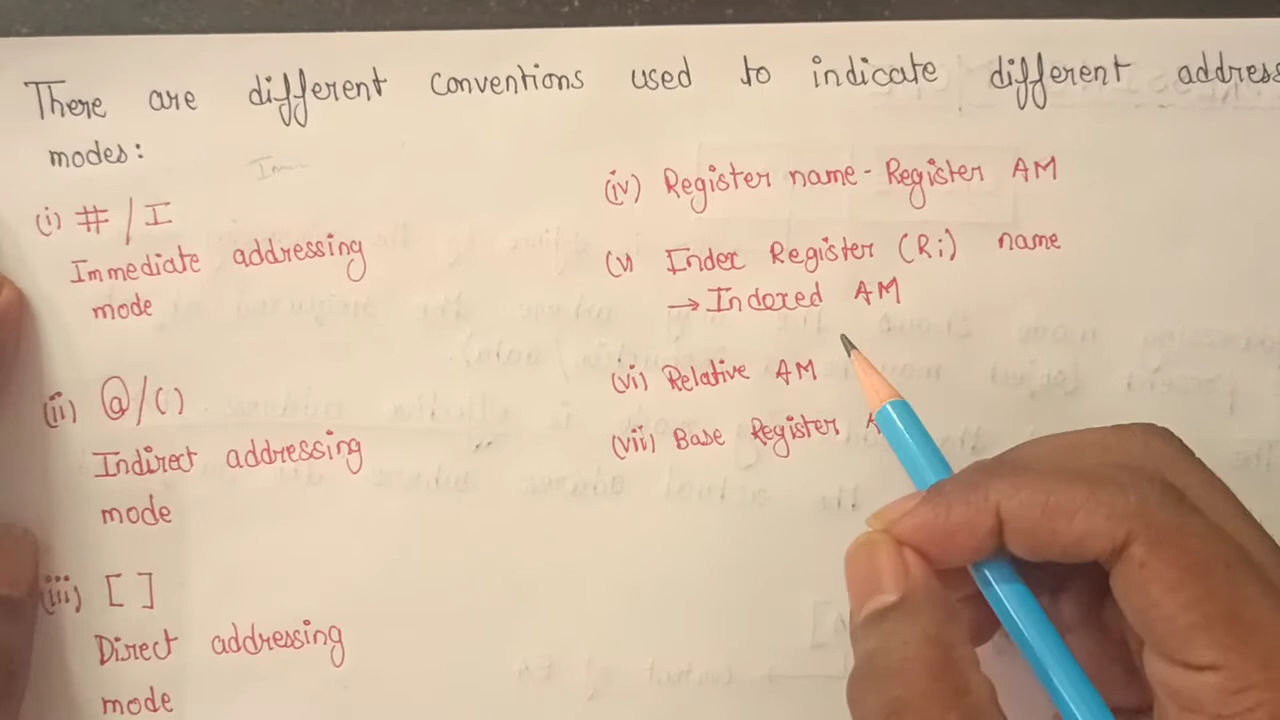 There are different conventions used to indicate different address
modes:
(i) # / I
Immediate addressing
mode
(ii) @/()
Indirect addressing
mode
(iii) [ ]
Direct addressing
mode
(iv) Register name - Register AM
(v) Index Register (Ri) name
→ Indexed AM
(vi) Relative AM
(vii) Base Register